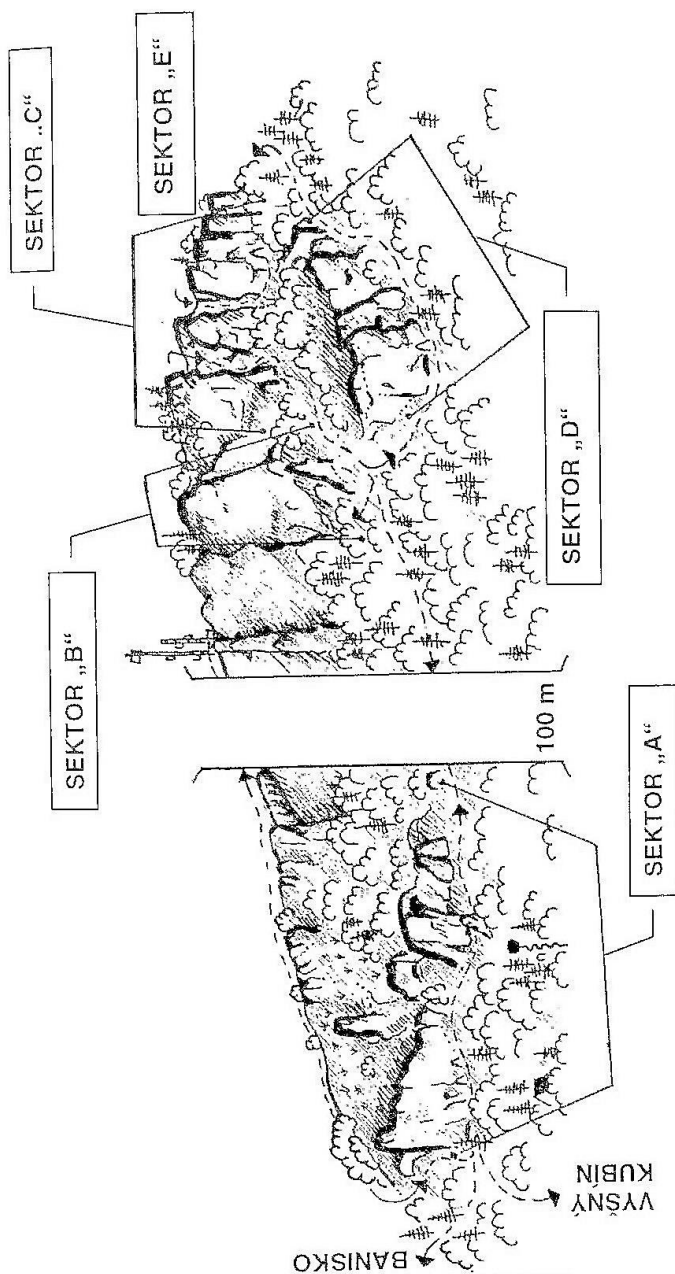 SEKTOR „C“
SEKTOR „E“
SEKTOR „B“
SEKTOR „D“
100 m
SEKTOR „A“
BANISKO
VYŠNÝ
KUBÍN